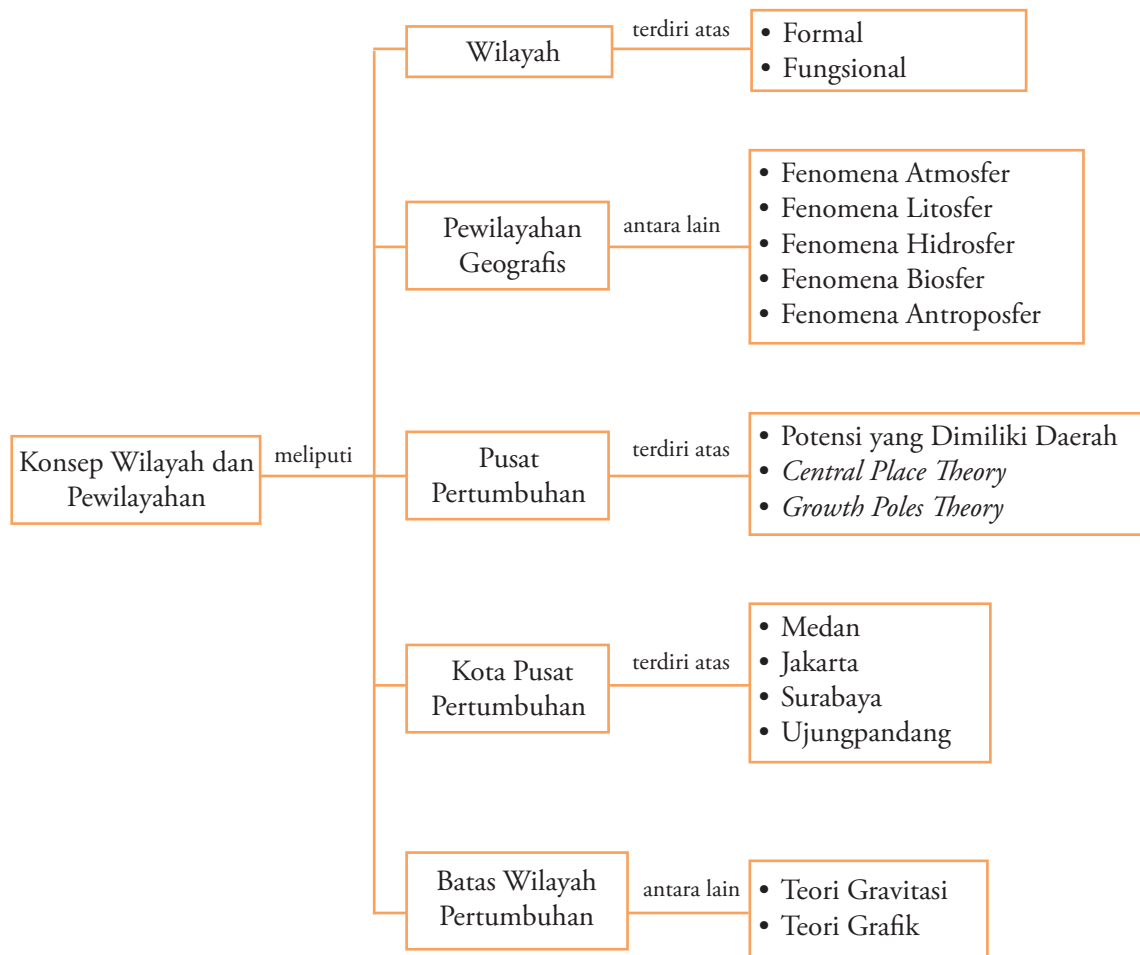 Konsep Wilayah dan
Pewilayahan
meliputi
Wilayah
terdiri atas
• Formal
• Fungsional
Pewilayahan
Geografis
antara lain
• Fenomena Atmosfer
• Fenomena Litosfer
• Fenomena Hidrosfer
• Fenomena Biosfer
• Fenomena Antroposfer
Pusat
Pertumbuhan
terdiri atas
• Potensi yang Dimiliki Daerah
• Central Place Theory
• Growth Poles Theory
Kota Pusat
Pertumbuhan
terdiri atas
• Medan
• Jakarta
• Surabaya
• Ujungpandang
Batas Wilayah
Pertumbuhan
antara lain
• Teori Gravitasi
• Teori Grafik